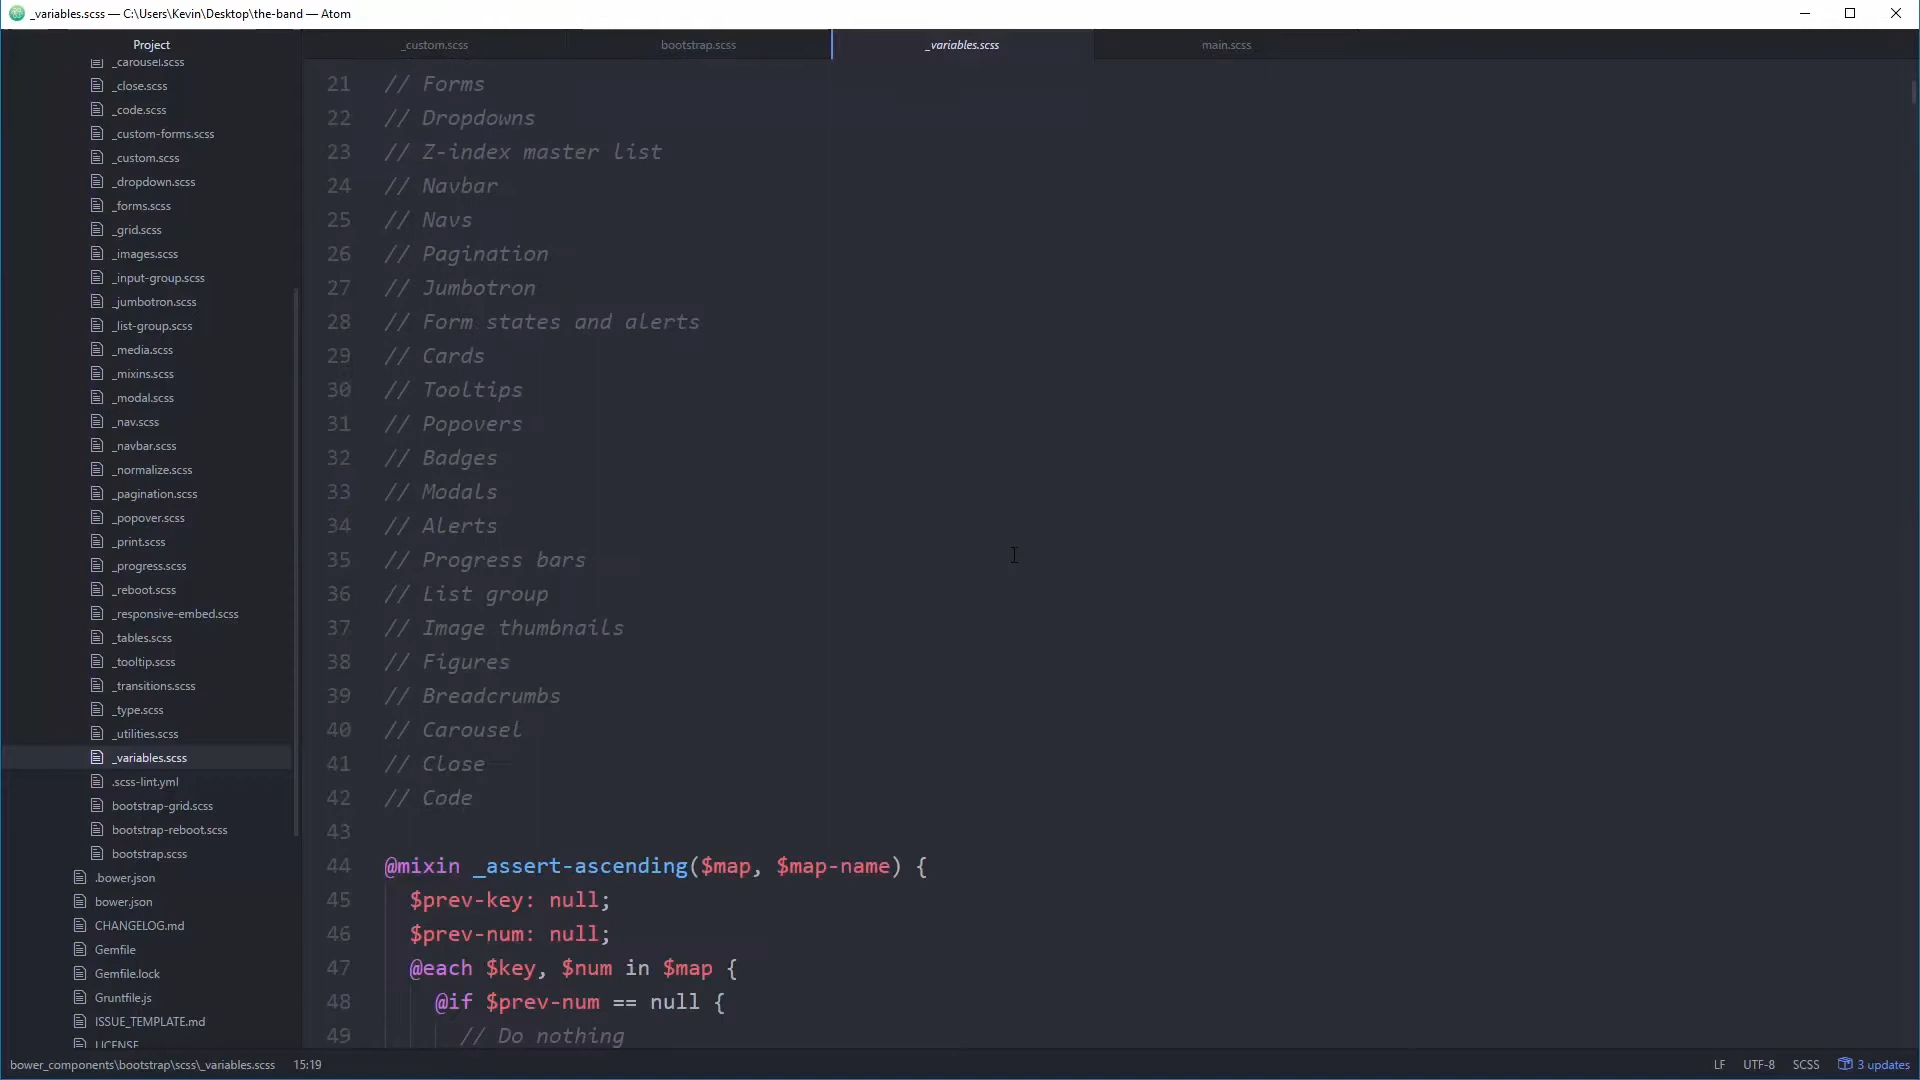 _variables.scss — C:\Users\Kevin\Desktop\the-band — Atom
Project
_custom.scss
bootstrap.scss
_variables.scss
main.scss
_carousel.scss
_close.scss
_code.scss
_custom-forms.scss
_custom.scss
_dropdown.scss
_forms.scss
_grid.scss
_images.scss
_input-group.scss
_jumbotron.scss
_list-group.scss
_media.scss
_mixins.scss
_modal.scss
_nav.scss
_navbar.scss
_normalize.scss
_pagination.scss
_popover.scss
_print.scss
_progress.scss
_reboot.scss
_responsive-embed.scss
_tables.scss
_tooltip.scss
_transitions.scss
_type.scss
_utilities.scss
_variables.scss
.scss-lint.yml
bootstrap-grid.scss
bootstrap-reboot.scss
bootstrap.scss
.bower.json
bower.json
CHANGELOG.md
Gemfile
Gemfile.lock
Gruntfile.js
ISSUE_TEMPLATE.md
LICENSE
21 // Forms
22 // Dropdowns
23 // Z-index master list
24 // Navbar
25 // Navs
26 // Pagination
27 // Jumbotron
28 // Form states and alerts
29 // Cards
30 // Tooltips
31 // Popovers
32 // Badges
33 // Modals
34 // Alerts
35 // Progress bars
36 // List group
37 // Image thumbnails
38 // Figures
39 // Breadcrumbs
40 // Carousel
41 // Close
42 // Code
43
44 @mixin _assert-ascending($map, $map-name) {
45 $prev-key: null;
46 $prev-num: null;
47 @each $key, $num in $map {
48 @if $prev-num == null {
49 // Do nothing
bower_components\bootstrap\scss\_variables.scss 15:19
LF UTF-8 SCSS 3 updates